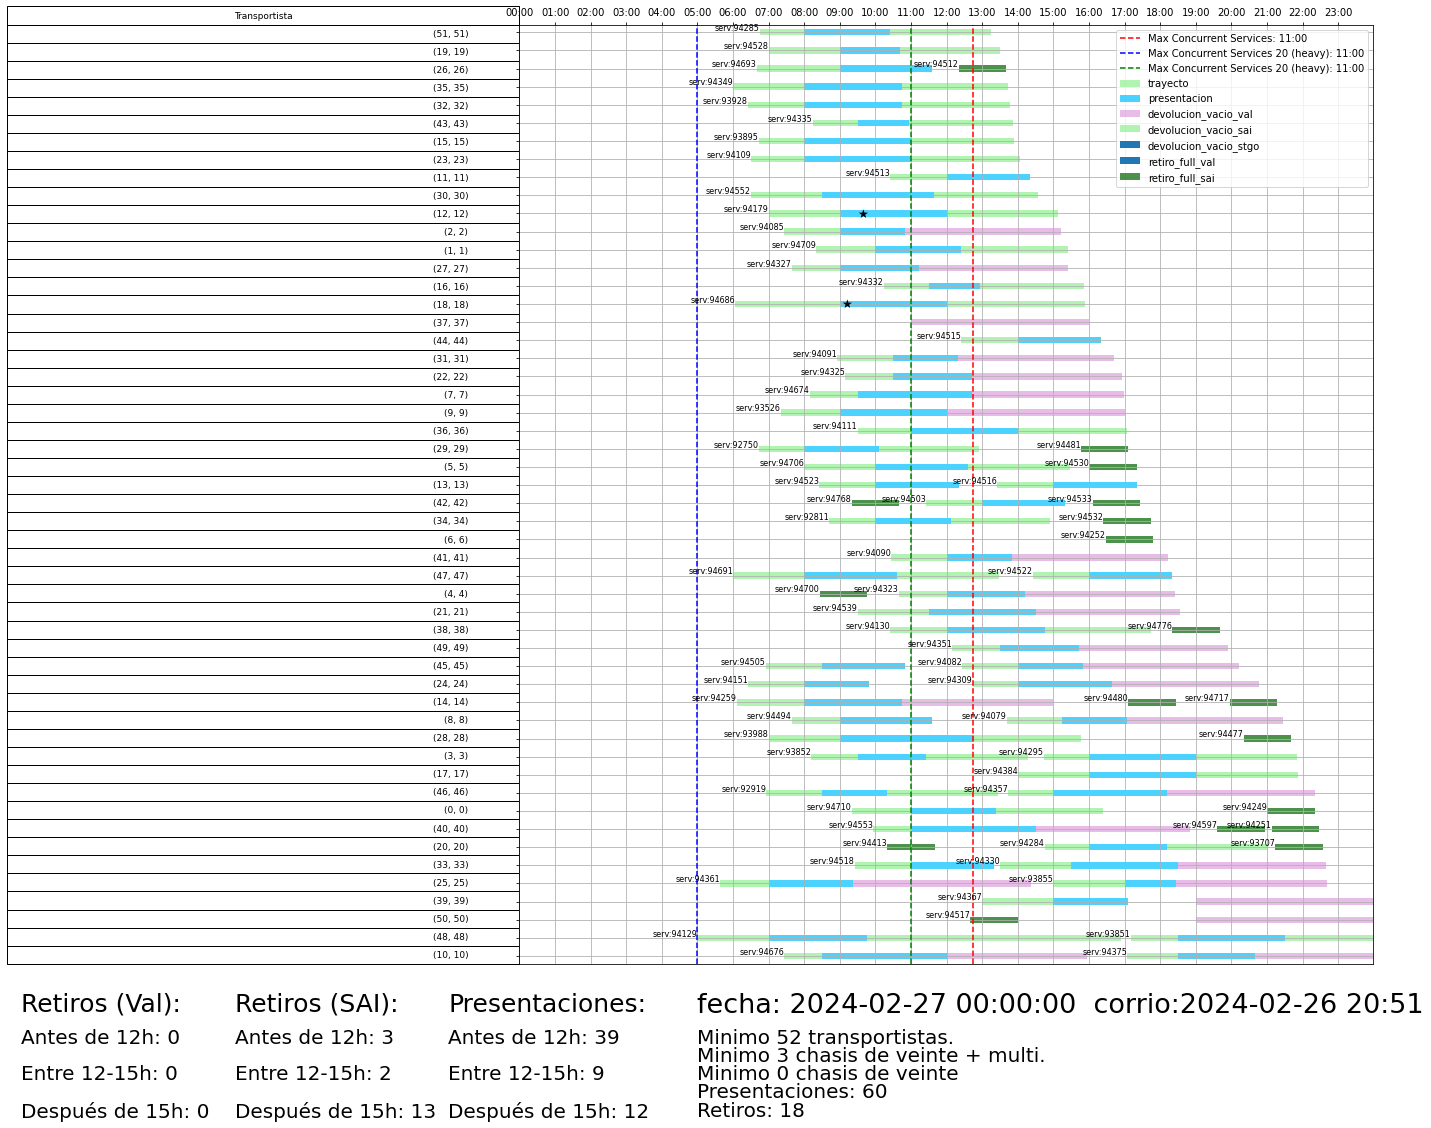 Transportista
00:00 01:00 02:00 03:00 04:00 05:00 06:00 07:00 08:00 09:00 10:00 11:00 12:00 13:00 14:00 15:00 16:00 17:00 18:00 19:00 20:00 21:00 22:00 23:00
Max Concurrent Services: 11:00
Max Concurrent Services 20 (heavy): 11:00
Max Concurrent Services 20 (heavy): 11:00
trayecto
presentacion
devolucion_vacio_val
devolucion_vacio_sai
devolucion_vacio_stgo
retiro_full_val
retiro_full_sai
(51, 51) serv:94285
(19, 19) serv:94528
(26, 26) serv:94693 serv:94512
(35, 35) serv:94349
(32, 32) serv:93928
(43, 43) serv:94335
(15, 15) serv:93895
(23, 23) serv:94109
(11, 11) serv:94513
(30, 30) serv:94552
(12, 12) serv:94179
(2, 2) serv:94085
(1, 1) serv:94709
(27, 27) serv:94327
(16, 16) serv:94332
(18, 18) serv:94686
(37, 37)
(44, 44) serv:94515
(31, 31) serv:94091
(22, 22) serv:94325
(7, 7) serv:94674
(9, 9) serv:93526
(36, 36) serv:94111
(29, 29) serv:92750 serv:94481
(5, 5) serv:94706 serv:94530
(13, 13) serv:94523 serv:94516
(42, 42) serv:94768 serv:94503 serv:94533
(34, 34) serv:92811 serv:94532
(6, 6) serv:94252
(41, 41) serv:94090
(47, 47) serv:94691 serv:94522
(4, 4) serv:94700 serv:94323
(21, 21) serv:94539
(38, 38) serv:94130 serv:94776
(49, 49) serv:94351
(45, 45) serv:94505 serv:94082
(24, 24) serv:94151 serv:94309
(14, 14) serv:94259 serv:94480 serv:94717
(8, 8) serv:94494 serv:94079
(28, 28) serv:93988 serv:94477
(3, 3) serv:93852 serv:94295
(17, 17) serv:94384
(46, 46) serv:92919 serv:94357
(0, 0) serv:94710 serv:94249
(40, 40) serv:94553 serv:94597 serv:94251
(20, 20) serv:94413 serv:94284 serv:93707
(33, 33) serv:94518 serv:94330
(25, 25) serv:94361 serv:93855
(39, 39) serv:94367
(50, 50) serv:94517
(48, 48) serv:94129 serv:93851
(10, 10) serv:94676 serv:94375
Retiros (Val):
Antes de 12h: 0
Entre 12-15h: 0
Después de 15h: 0
Retiros (SAI):
Antes de 12h: 3
Entre 12-15h: 2
Después de 15h: 13
Presentaciones:
Antes de 12h: 39
Entre 12-15h: 9
Después de 15h: 12
fecha: 2024-02-27 00:00:00 corrio:2024-02-26 20:51
Minimo 52 transportistas.
Minimo 3 chasis de veinte + multi.
Minimo 0 chasis de veinte
Presentaciones: 60
Retiros: 18